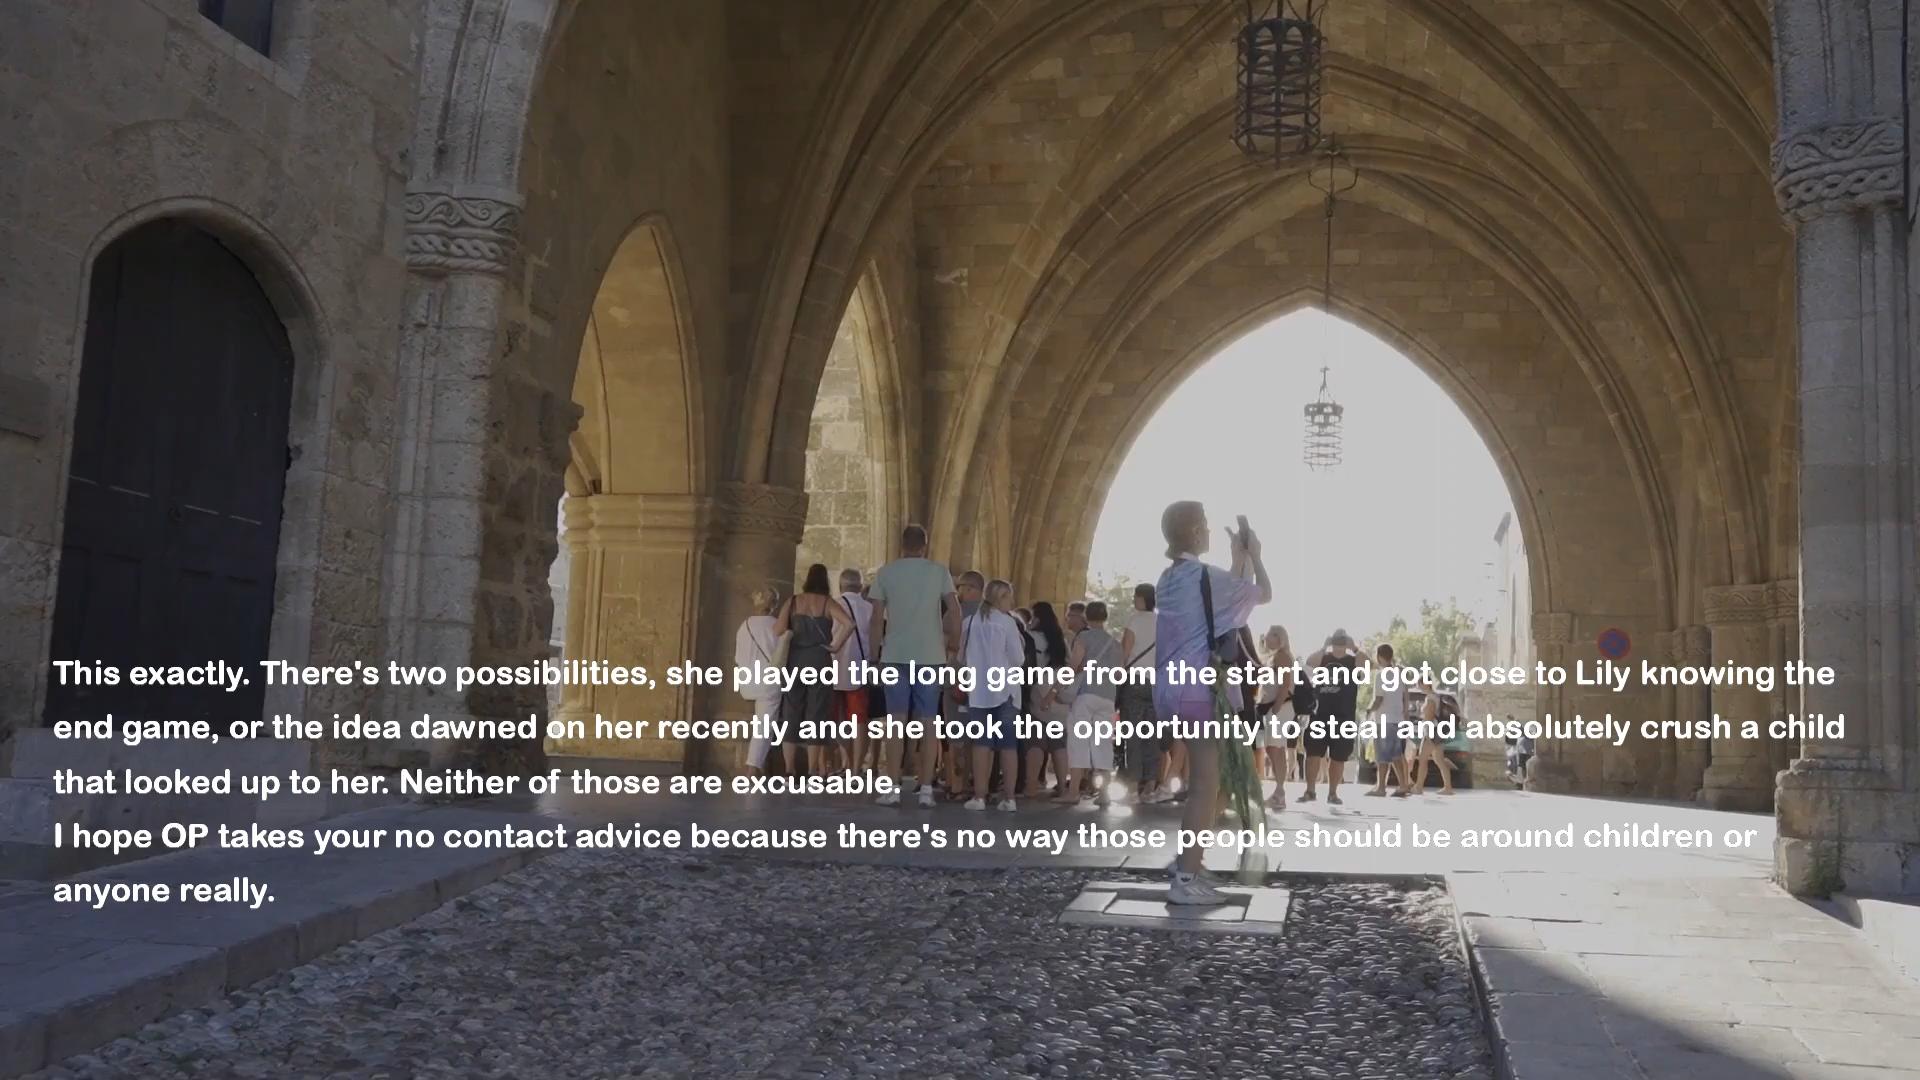 This exactly. There's two possibilities, she played the long game from the start and got close to Lily knowing the
end game, or the idea dawned on her recently and she took the opportunity to steal and absolutely crush a child
that looked up to her. Neither of those are excusable.
I hope OP takes your no contact advice because there's no way those people should be around children or
anyone really.